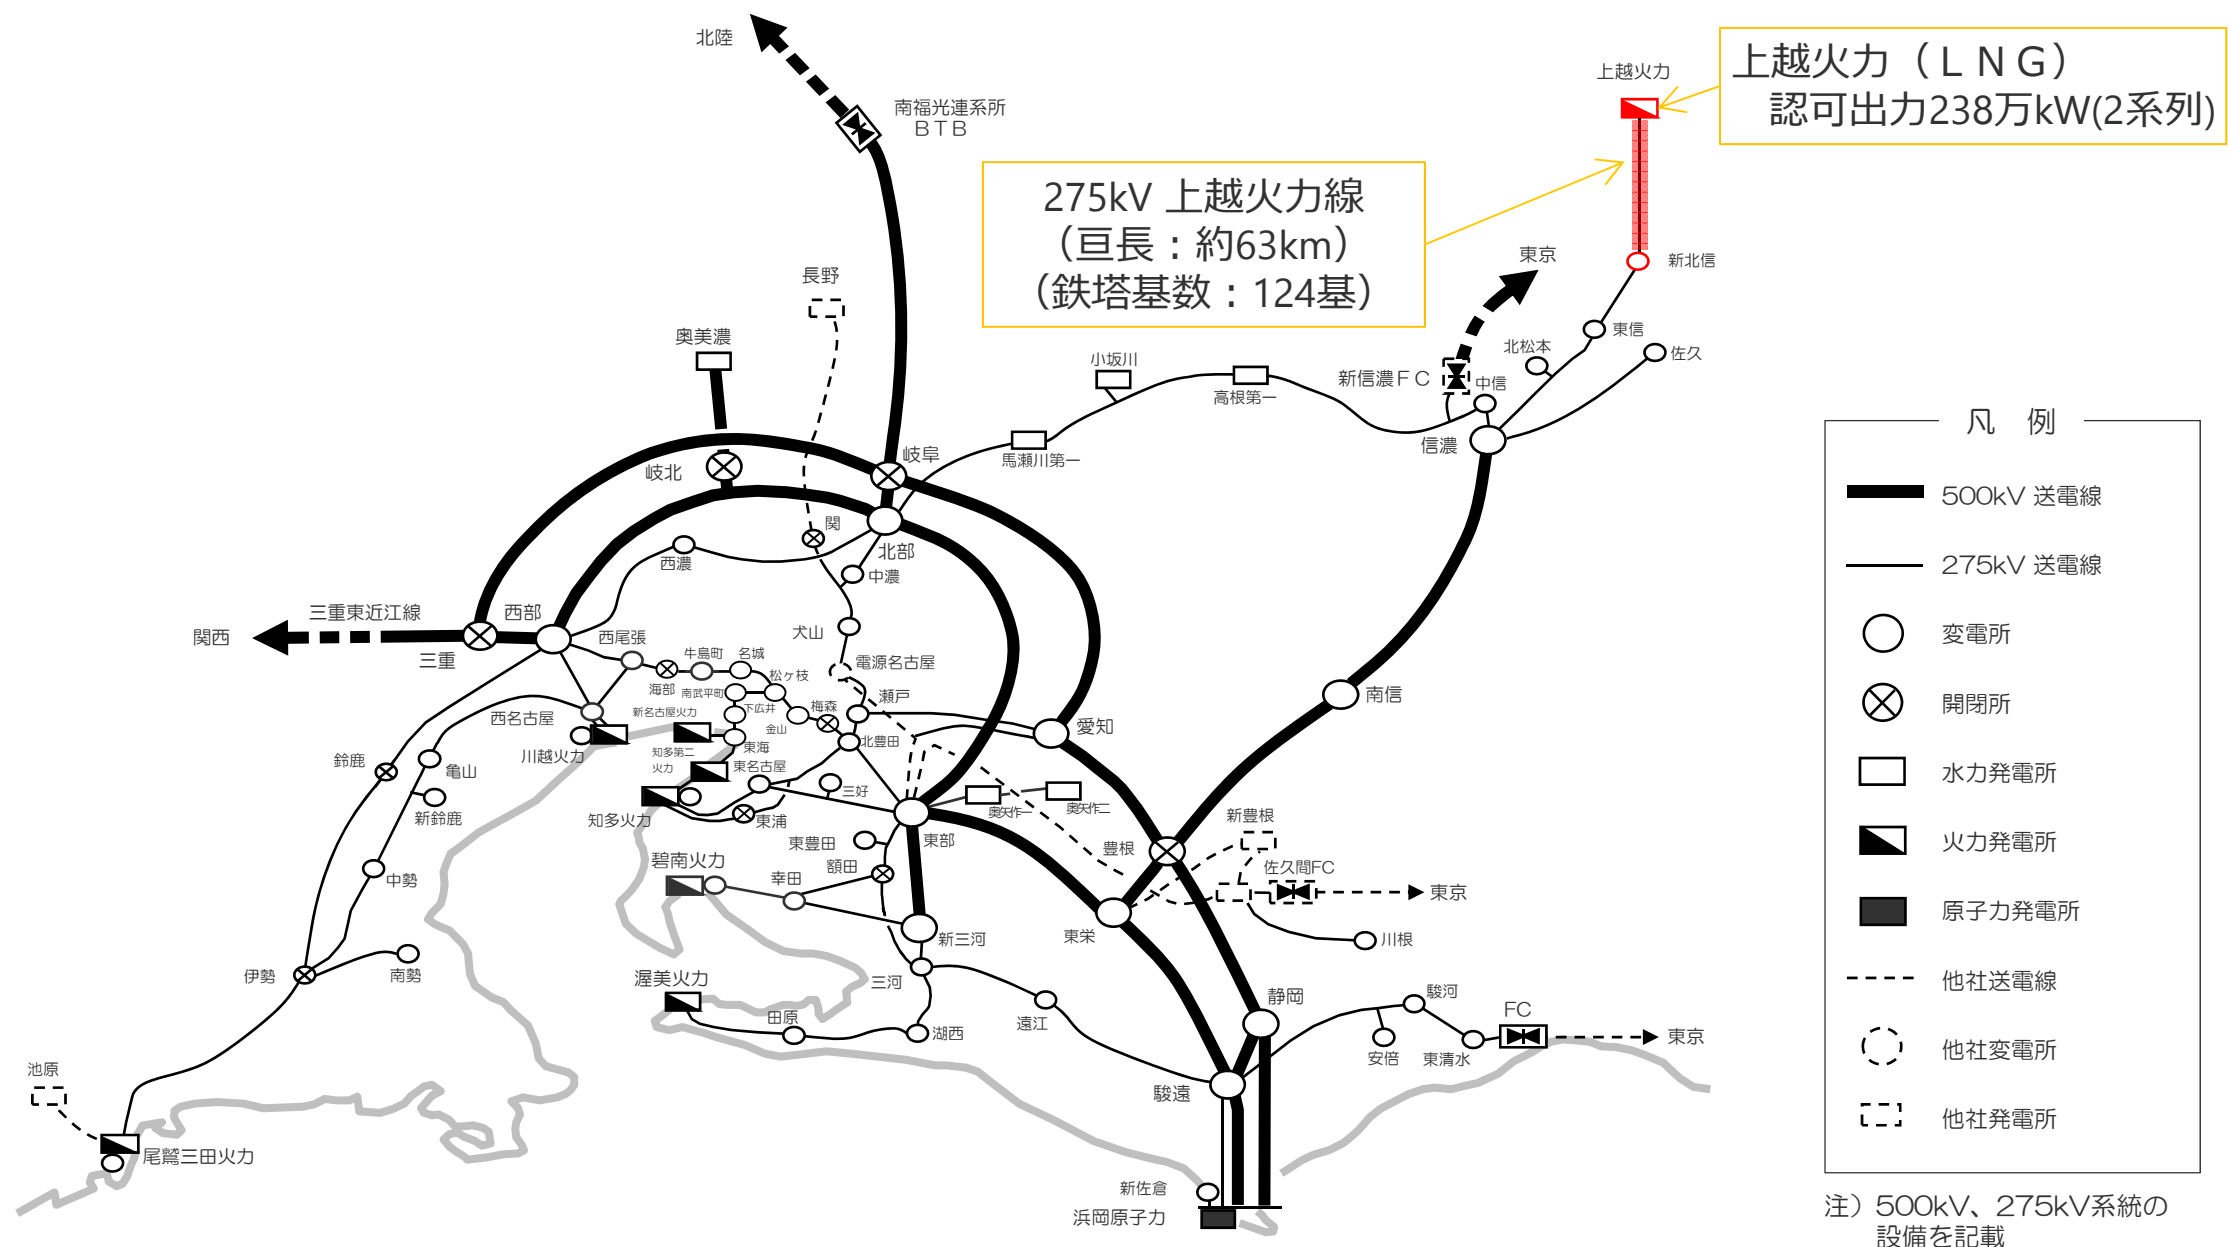 北陸
南福光連系所
ＢＴＢ
上越火力
上越火力（ＬＮＧ）
認可出力238万kW(2系列)
275kV 上越火力線
（亘長：約63km）
（鉄塔基数：124基）
東京
新北信
長野
奥美濃
小坂川
高根第一
新信濃ＦＣ
北松本
東信
佐久
中信
信濃
岐北
岐阜
馬瀬川第一
関
北部
西濃
中濃
関西
三重東近江線
三重
西部
西尾張
海部
牛島町
名城
松ヶ枝
南武平町
下広井
金山
梅森
犬山
電源名古屋
瀬戸
愛知
南信
西名古屋
川越火力
新名古屋火力
知多第二
火力
東海
東名古屋
北豊田
三好
鈴鹿
亀山
新鈴鹿
知多火力
東浦
奥矢作一
奥矢作二
東部
東豊田
額田
豊根
新豊根
佐久間FC
東京
碧南火力
幸田
中勢
新三河
東栄
川根
伊勢
南勢
渥美火力
三河
田原
湖西
遠江
静岡
駿河
FC
東京
安倍
東清水
池原
駿遠
尾鷲三田火力
新佐倉
浜岡原子力
凡　例
500kV 送電線
275kV 送電線
変電所
開閉所
水力発電所
火力発電所
原子力発電所
他社送電線
他社変電所
他社発電所
注）500kV、275kV系統の
設備を記載